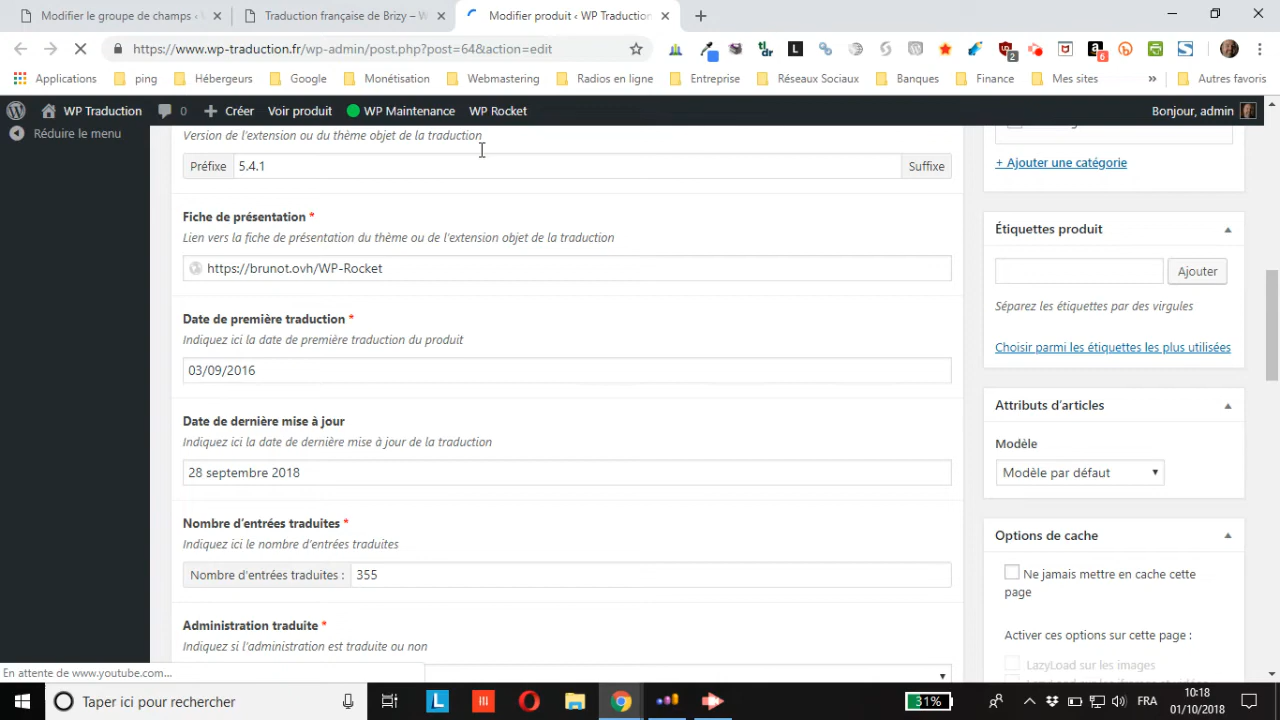 Modifier le groupe de champs ‹
Traduction française de Brizy – W
Modifier produit ‹ WP Traduction
https://www.wp-traduction.fr/wp-admin/post.php?post=64&action=edit
2
6
Applications
ping
Hébergeurs
Google
Monétisation
Webmastering
Radios en ligne
Entreprise
Réseaux Sociaux
Banques
Finance
Mes sites
»
Autres favoris
WP Traduction
0
Créer
Voir produit
WP Maintenance
WP Rocket
Bonjour, admin
Réduire le menu
Version de l'extension ou du thème objet de la traduction
Préfixe
5.4.1
Suffixe
Fiche de présentation *
Lien vers la fiche de présentation du thème ou de l'extension objet de la traduction
https://brunot.ovh/WP-Rocket
Date de première traduction *
Indiquez ici la date de première traduction du produit
03/09/2016
Date de dernière mise à jour
Indiquez ici la date de dernière mise à jour de la traduction
28 septembre 2018
Nombre d'entrées traduites *
Indiquez ici le nombre d'entrées traduites
Nombre d'entrées traduites :
355
Administration traduite *
Indiquez si l'administration est traduite ou non
+ Ajouter une catégorie
Étiquettes produit
Ajouter
Séparez les étiquettes par des virgules
Choisir parmi les étiquettes les plus utilisées
Attributs d'articles
Modèle
Modèle par défaut
Options de cache
Ne jamais mettre en cache cette
page
Activer ces options sur cette page :
LazyLoad sur les images
En attente de www.youtube.com...
Taper ici pour rechercher
31%
FRA
10:18
01/10/2018